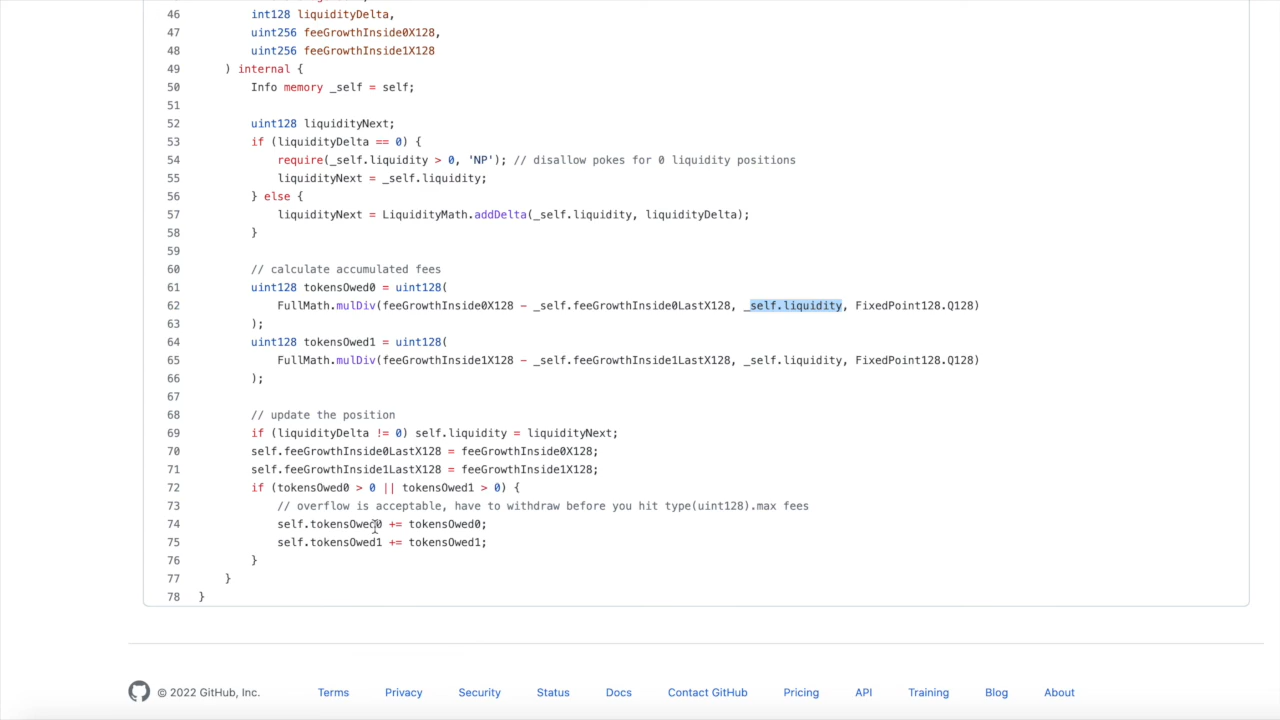 46 int128 liquidityDelta,
47 uint256 feeGrowthInside0X128,
48 uint256 feeGrowthInside1X128
49 ) internal {
50 Info memory _self = self;
51
52 uint128 liquidityNext;
53 if (liquidityDelta == 0) {
54 require(_self.liquidity > 0, 'NP'); // disallow pokes for 0 liquidity positions
55 liquidityNext = _self.liquidity;
56 } else {
57 liquidityNext = LiquidityMath.addDelta(_self.liquidity, liquidityDelta);
58 }
59
60 // calculate accumulated fees
61 uint128 tokensOwed0 = uint128(
62 FullMath.mulDiv(feeGrowthInside0X128 - _self.feeGrowthInside0LastX128, _self.liquidity, FixedPoint128.Q128)
63 );
64 uint128 tokensOwed1 = uint128(
65 FullMath.mulDiv(feeGrowthInside1X128 - _self.feeGrowthInside1LastX128, _self.liquidity, FixedPoint128.Q128)
66 );
67
68 // update the position
69 if (liquidityDelta != 0) self.liquidity = liquidityNext;
70 self.feeGrowthInside0LastX128 = feeGrowthInside0X128;
71 self.feeGrowthInside1LastX128 = feeGrowthInside1X128;
72 if (tokensOwed0 > 0 || tokensOwed1 > 0) {
73 // overflow is acceptable, have to withdraw before you hit type(uint128).max fees
74 self.tokensOwed0 += tokensOwed0;
75 self.tokensOwed1 += tokensOwed1;
76 }
77 }
78 }
© 2022 GitHub, Inc. Terms Privacy Security Status Docs Contact GitHub Pricing API Training Blog About